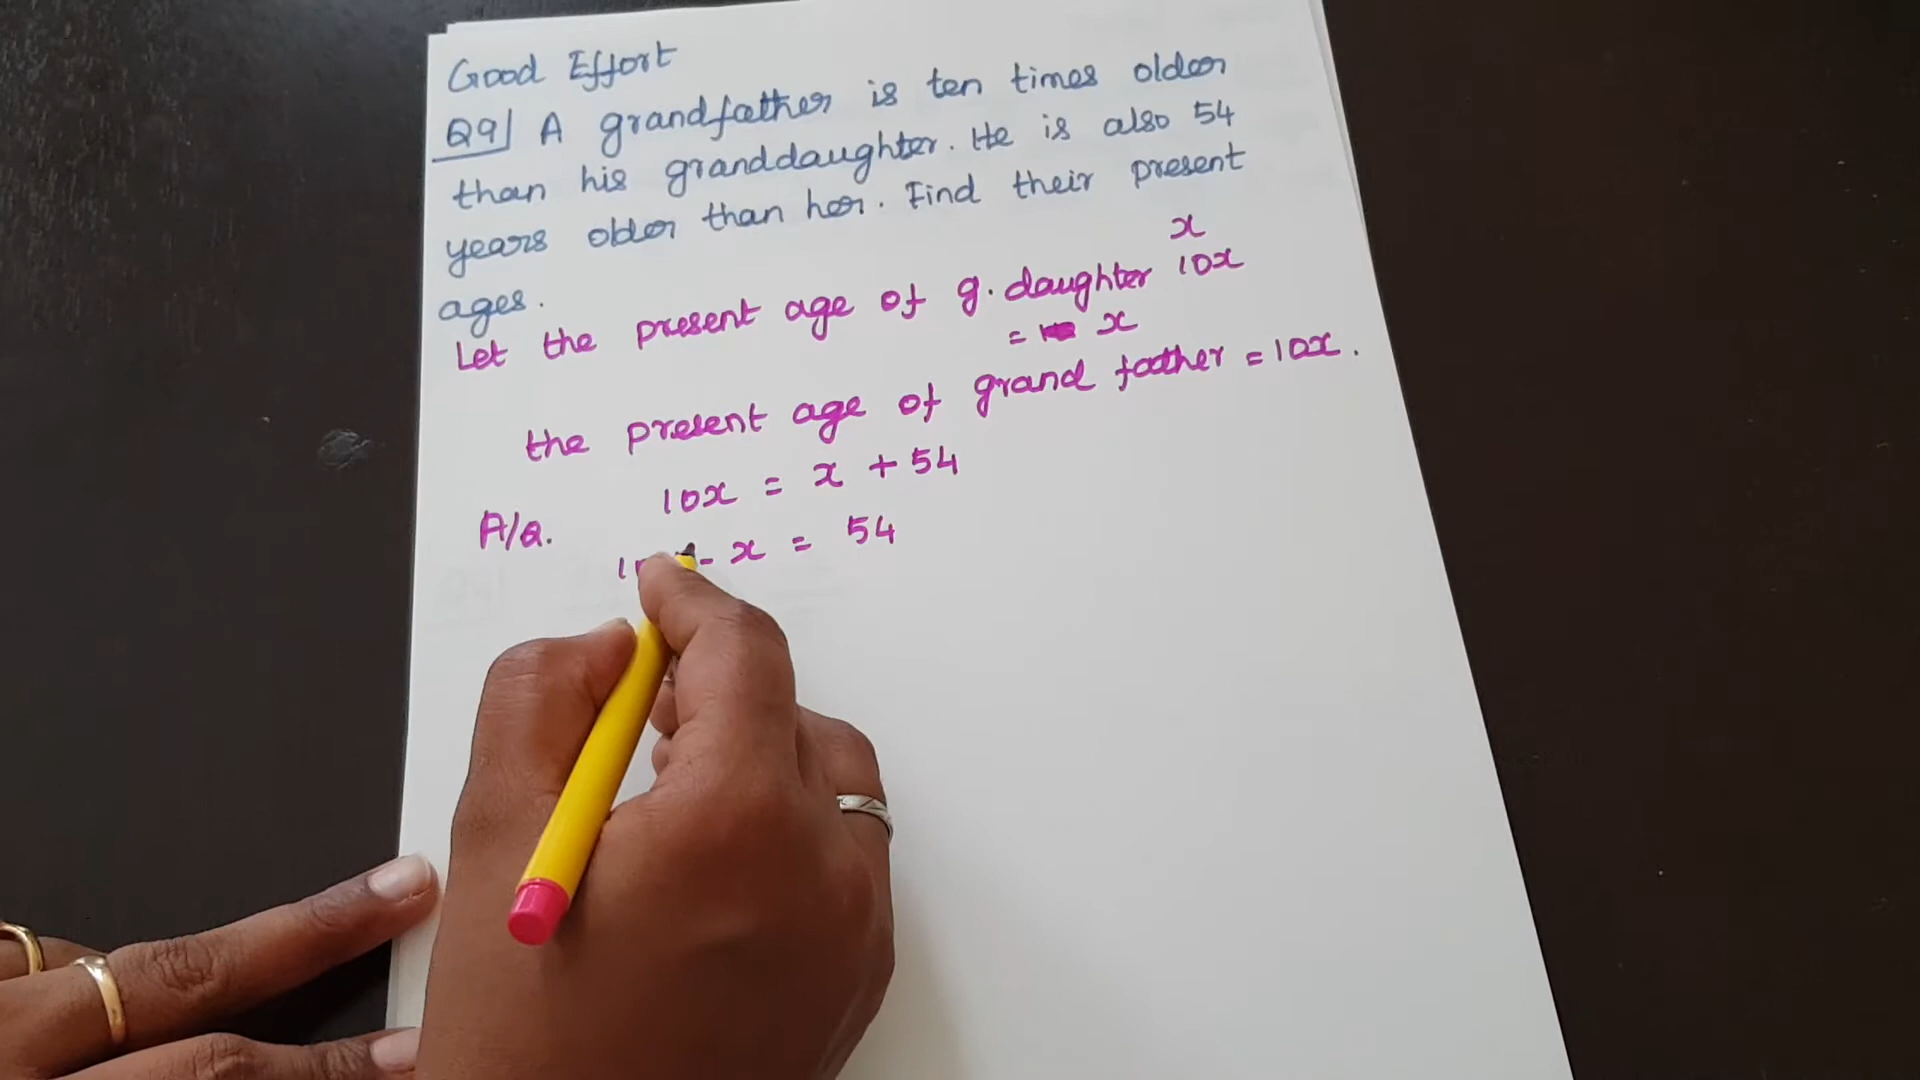 Good Effort
Q9| A grandfather is ten times older
than his granddaughter. He is also 54
years older than her. Find their present
ages.
x
10x
Let the present age of g. daughter
= x
the present age of grand father = 10x.
A/Q. 10x = x + 54
- x = 54